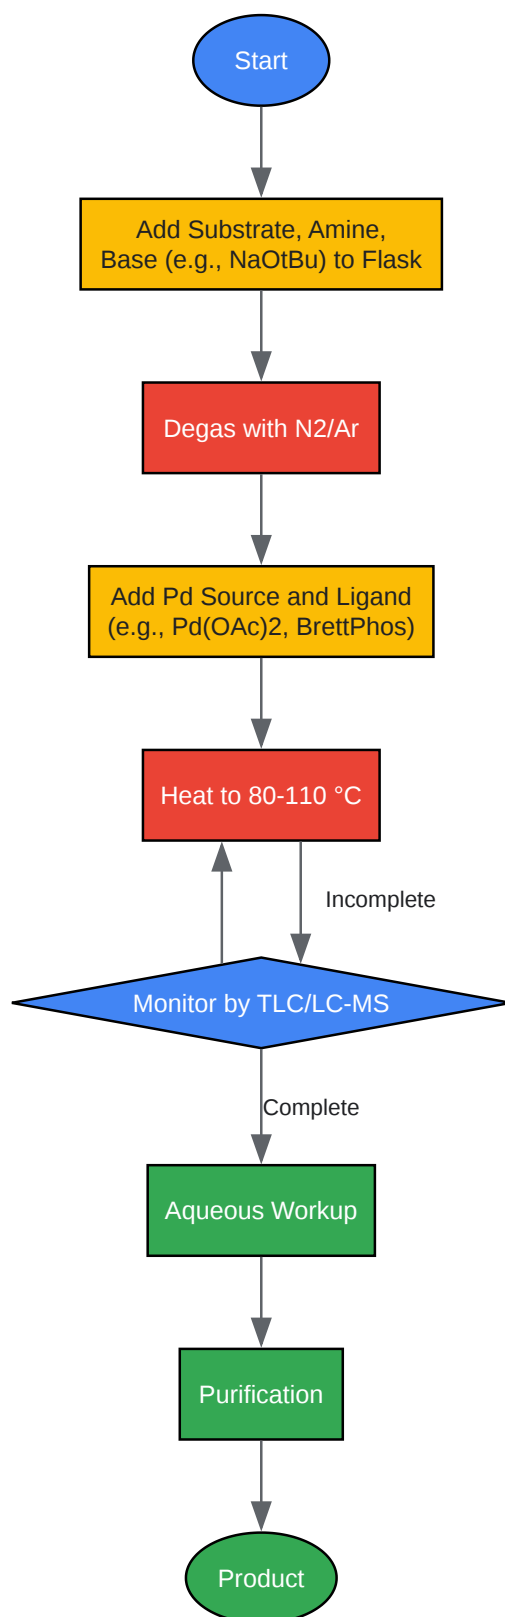 Start
Add Substrate, Amine,
Base (e.g., NaOtBu) to Flask
Degas with N2/Ar
Add Pd Source and Ligand
(e.g., Pd(OAc)2, BrettPhos)
Heat to 80-110 °C
Incomplete
Monitor by TLC/LC-MS
Complete
Aqueous Workup
Purification
Product